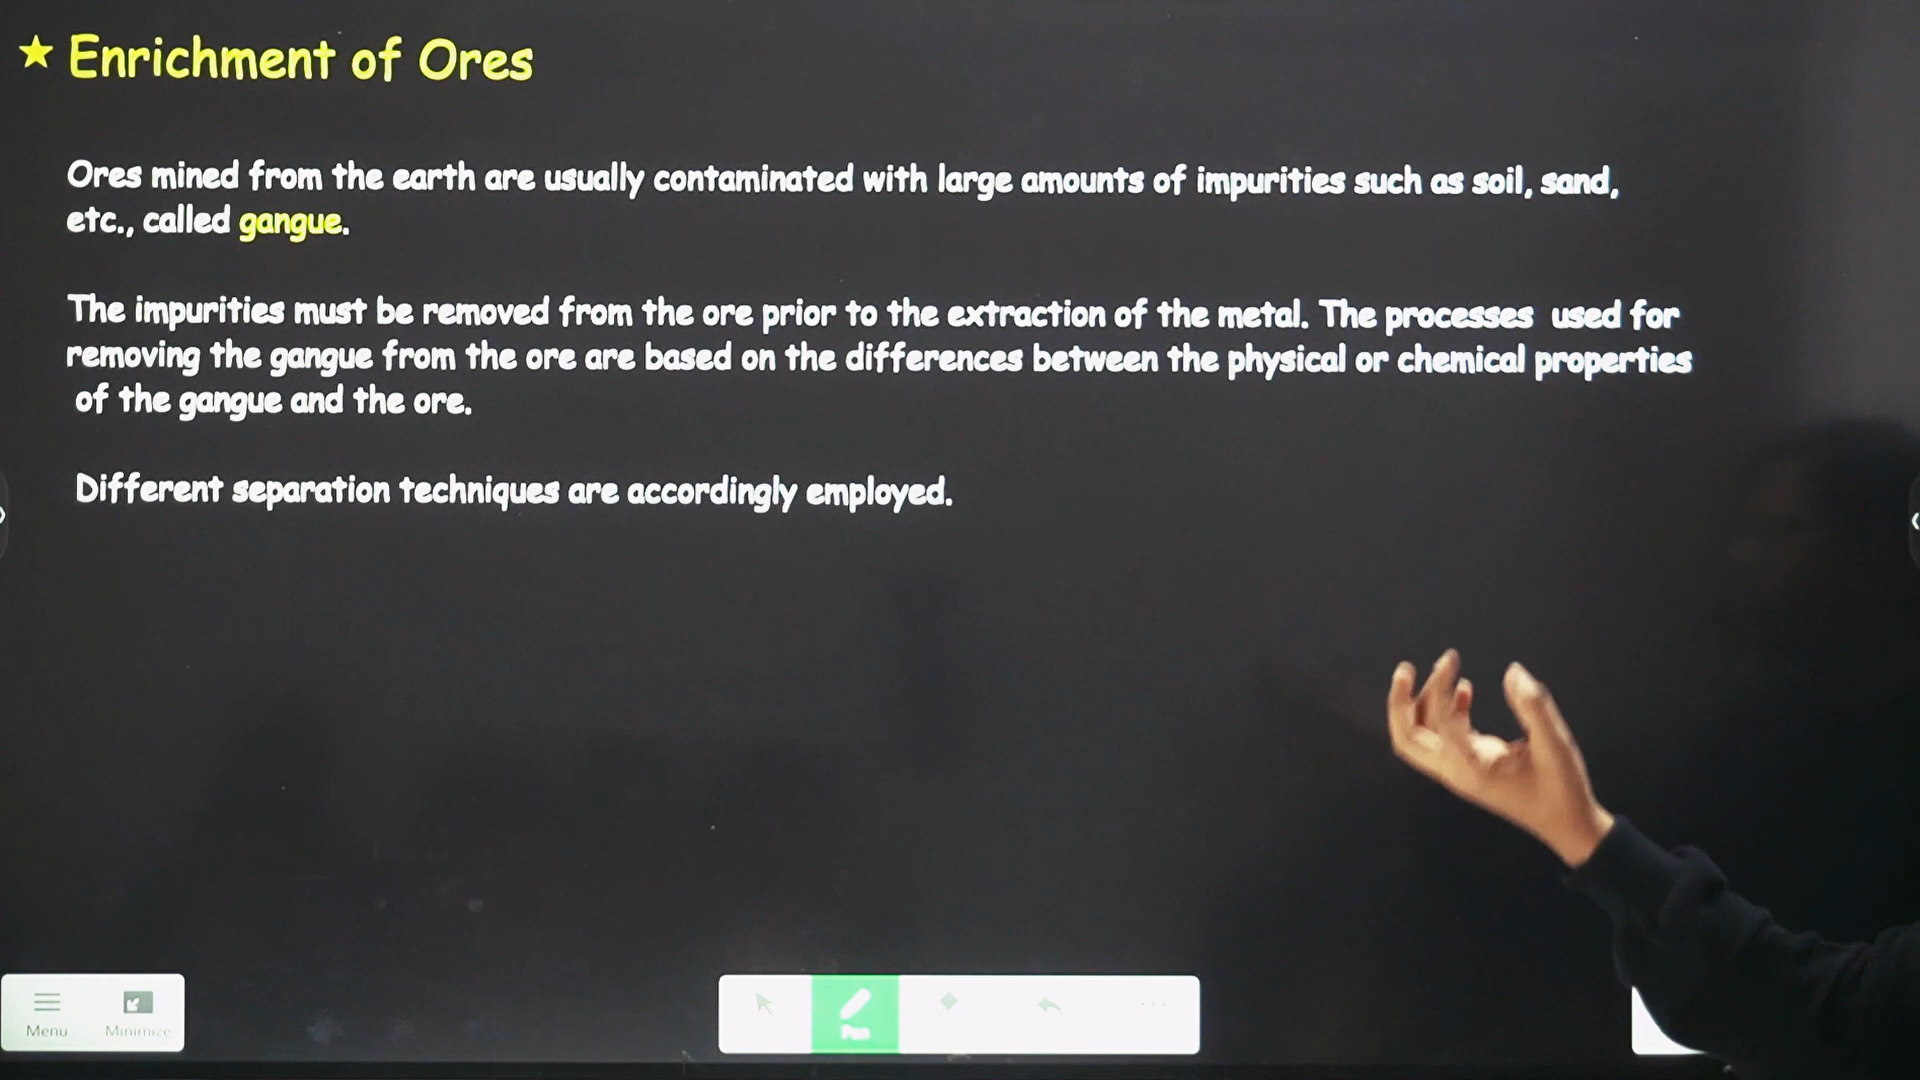 ★ Enrichment of Ores
Ores mined from the earth are usually contaminated with large amounts of impurities such as soil, sand,
etc., called gangue.
The impurities must be removed from the ore prior to the extraction of the metal. The processes used for
removing the gangue from the ore are based on the differences between the physical or chemical properties
of the gangue and the ore.
Different separation techniques are accordingly employed.
Menu
Minimize
Pen